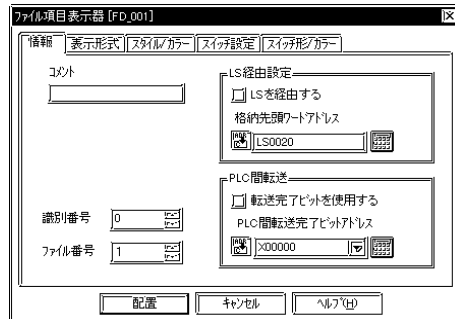 ファイル項目表示器 [FD_001]
情報 表示形式 スタイル/カラー スイッチ設定 スイッチ形/カラー
コメント
LS経由設定
LSを経由する
格納先頭ワードアドレス
LS0020
PLC間転送
転送完了ビットを使用する
PLC間転送完了ビットアドレス
X00000
識別番号 0
ファイル番号 1
配置 キャンセル ヘルプ(H)